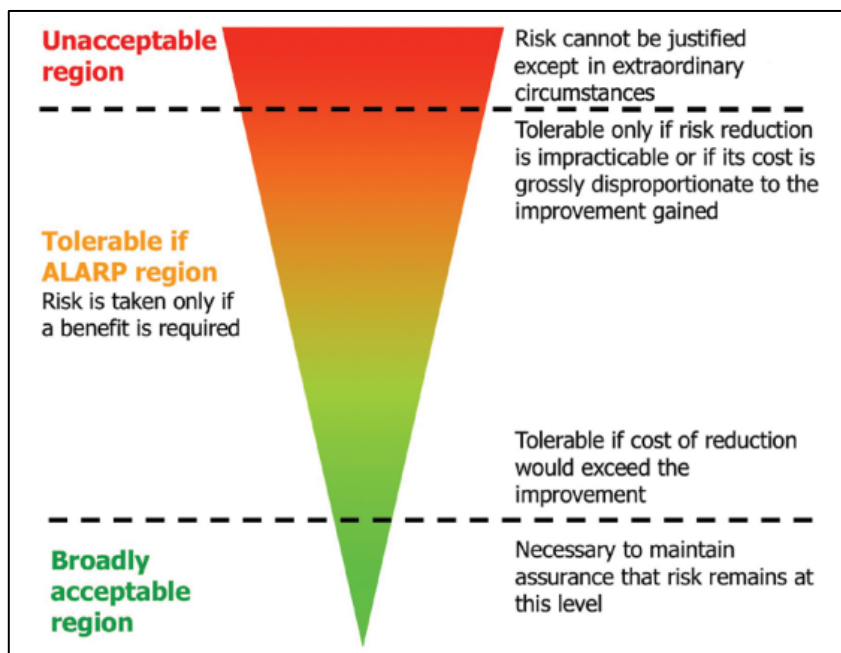 Unacceptable
region
Risk cannot be justified
except in extraordinary
circumstances
Tolerable only if risk reduction
is impracticable or if its cost is
grossly disproportionate to the
improvement gained
Tolerable if
ALARP region
Risk is taken only if
a benefit is required
Tolerable if cost of reduction
would exceed the
improvement
Broadly
acceptable
region
Necessary to maintain
assurance that risk remains at
this level